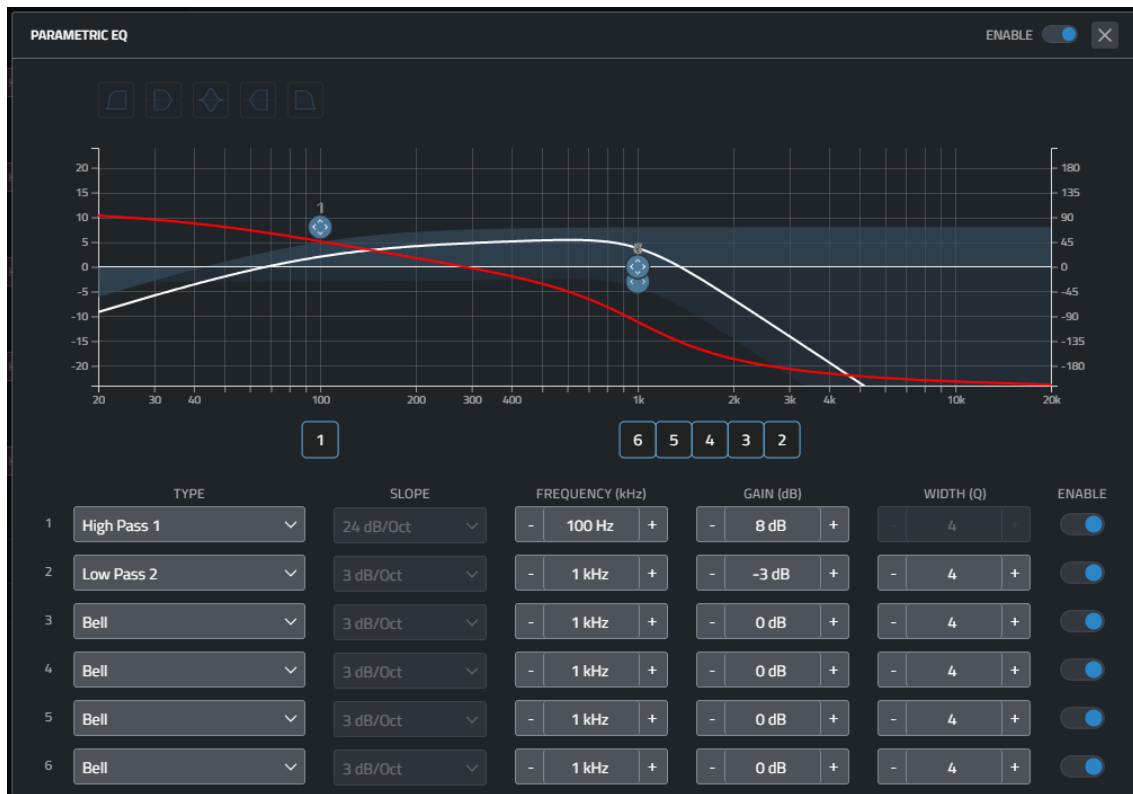 PARAMETRIC EQ ENABLE
1
20 180
15 135
10 90
5 45
0 0
-5 -45
-10 -90
-15 -135
-20 -180
20 30 40 100 200 300 400 1k 2k 3k 4k 10k 20k
1 6 5 4 3 2
TYPE SLOPE FREQUENCY (kHz) GAIN (dB) WIDTH (Q) ENABLE
1 High Pass 1 24 dB/Oct - 100 Hz + - 8 dB + - 4 +
2 Low Pass 2 3 dB/Oct - 1 kHz + - -3 dB + - 4 +
3 Bell 3 dB/Oct - 1 kHz + - 0 dB + - 4 +
4 Bell 3 dB/Oct - 1 kHz + - 0 dB + - 4 +
5 Bell 3 dB/Oct - 1 kHz + - 0 dB + - 4 +
6 Bell 3 dB/Oct - 1 kHz + - 0 dB + - 4 +